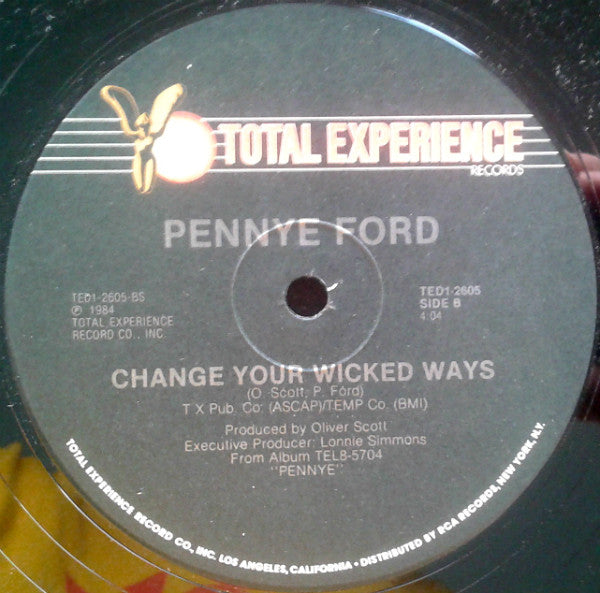 TOTAL EXPERIENCE
RECORDS
PENNYE FORD
TED1-2605-BS
℗ 1984
TOTAL EXPERIENCE
RECORD CO., INC.
TED1-2605
SIDE B
4:04
CHANGE YOUR WICKED WAYS
(O. Scott, P. Ford)
T X Pub. Co. (ASCAP)/TEMP Co. (BMI)
Produced by Oliver Scott
Executive Producer: Lonnie Simmons
From Album TEL8-5704
"PENNYE"
TOTAL EXPERIENCE RECORD CO., INC. LOS ANGELES, CALIFORNIA • DISTRIBUTED BY RCA RECORDS, NEW YORK, N.Y.